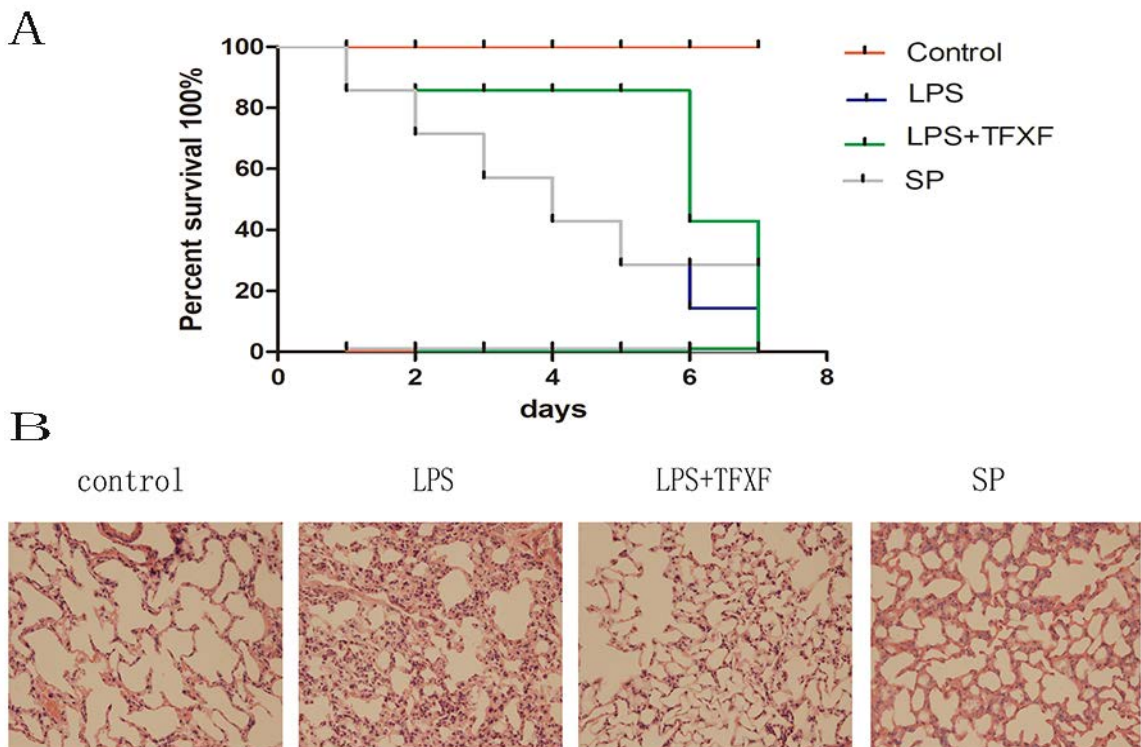 A
Percent survival 100%
100
80
60
40
20
0
0 2 4 6 8
days
Control
LPS
LPS+TFXF
SP
B
control LPS LPS+TFXF SP